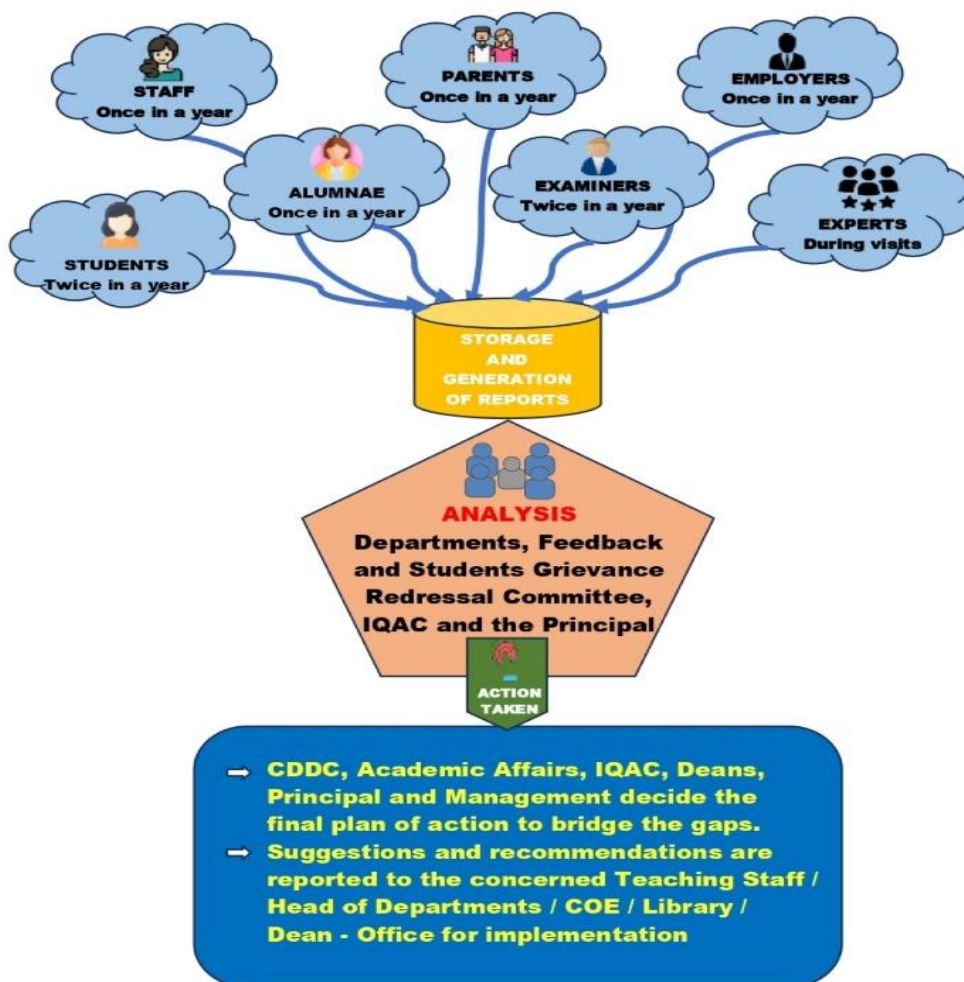 STAFF
Once in a year
PARENTS
Once in a year
EMPLOYERS
Once in a year
ALUMNAE
Once in a year
EXAMINERS
Twice in a year
STUDENTS
Twice in a year
EXPERTS
During visits
STORAGE
AND
GENERATION
OF REPORTS
ANALYSIS
Departments, Feedback
and Students Grievance
Redressal Committee,
IQAC and the Principal
ACTION
TAKEN
CDDC, Academic Affairs, IQAC, Deans,
Principal and Management decide the
final plan of action to bridge the gaps.
Suggestions and recommendations are
reported to the concerned Teaching Staff /
Head of Departments / COE / Library /
Dean - Office for implementation